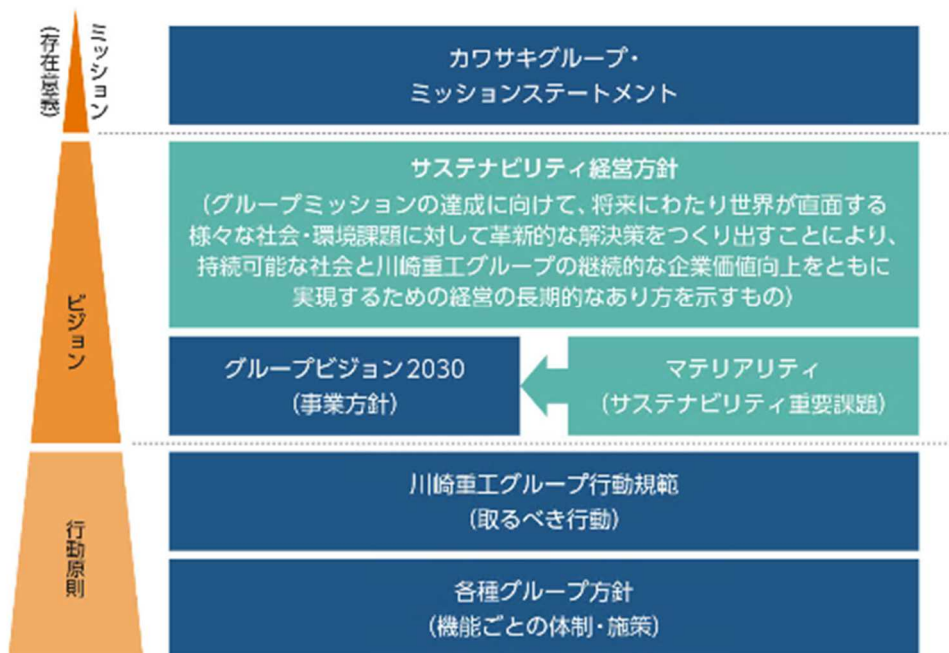 ミッション
(存在意義)
カワサキグループ・
ミッションステートメント
ビジョン
サステナビリティ経営方針
(グループミッションの達成に向けて、将来にわたり世界が直面する
様々な社会・環境課題に対して革新的な解決策をつくり出すことにより、
持続可能な社会と川崎重工グループの継続的な企業価値向上をともに
実現するための経営の長期的なあり方を示すもの)
グループビジョン2030
(事業方針)
マテリアリティ
(サステナビリティ重要課題)
行動原則
川崎重工グループ行動規範
(取るべき行動)
各種グループ方針
(機能ごとの体制・施策)